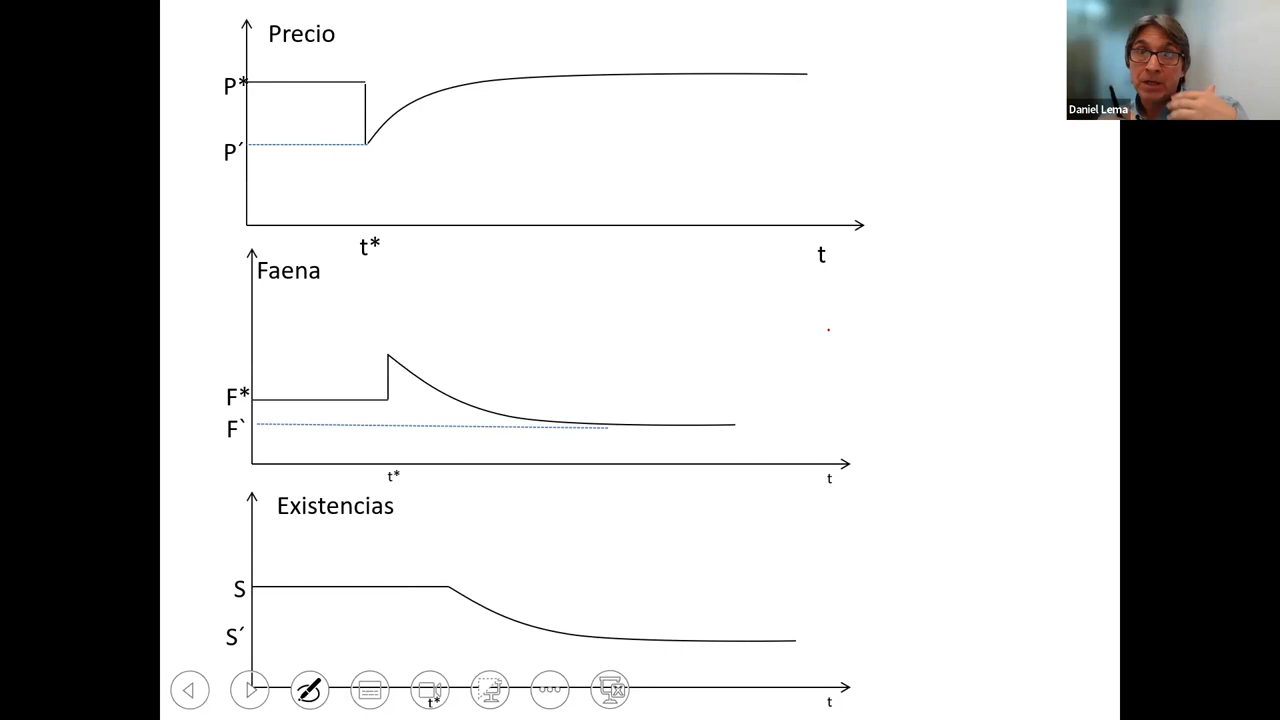 Precio
Daniel Lema
P*
P´
t*
t
Faena
F*
F`
t*
t
Existencias
S
S´
t*
t